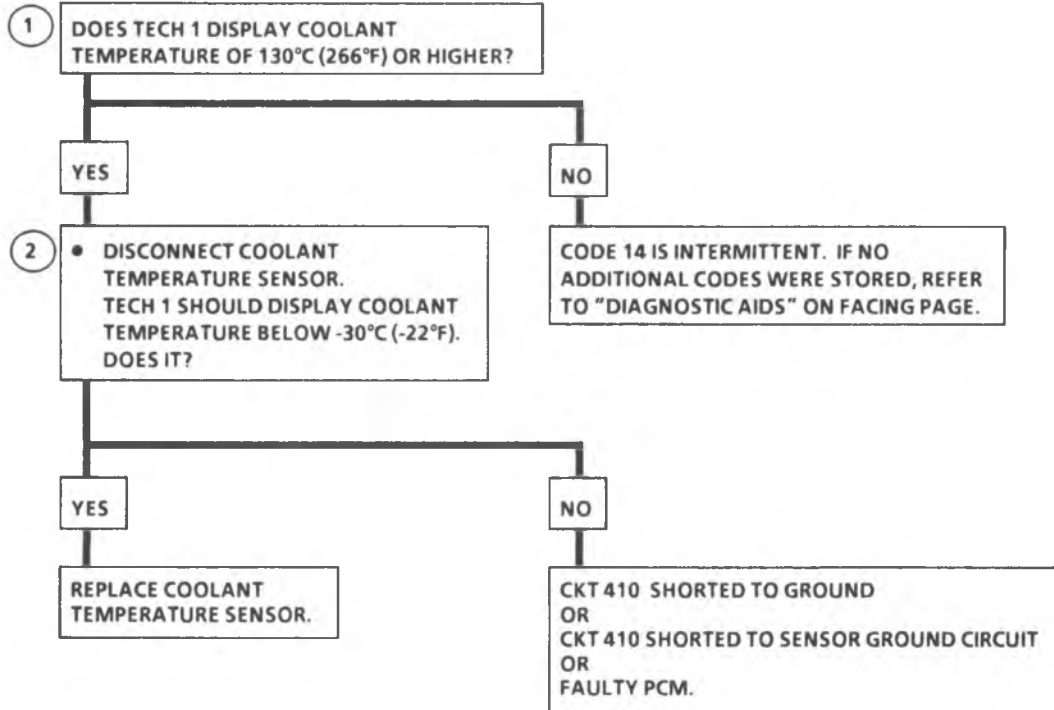 1
DOES TECH 1 DISPLAY COOLANT
TEMPERATURE OF 130°C (266°F) OR HIGHER?
YES
NO
2
• DISCONNECT COOLANT
TEMPERATURE SENSOR.
TECH 1 SHOULD DISPLAY COOLANT
TEMPERATURE BELOW -30°C (-22°F).
DOES IT?
CODE 14 IS INTERMITTENT. IF NO
ADDITIONAL CODES WERE STORED, REFER
TO "DIAGNOSTIC AIDS" ON FACING PAGE.
YES
NO
REPLACE COOLANT
TEMPERATURE SENSOR.
CKT 410 SHORTED TO GROUND
OR
CKT 410 SHORTED TO SENSOR GROUND CIRCUIT
OR
FAULTY PCM.